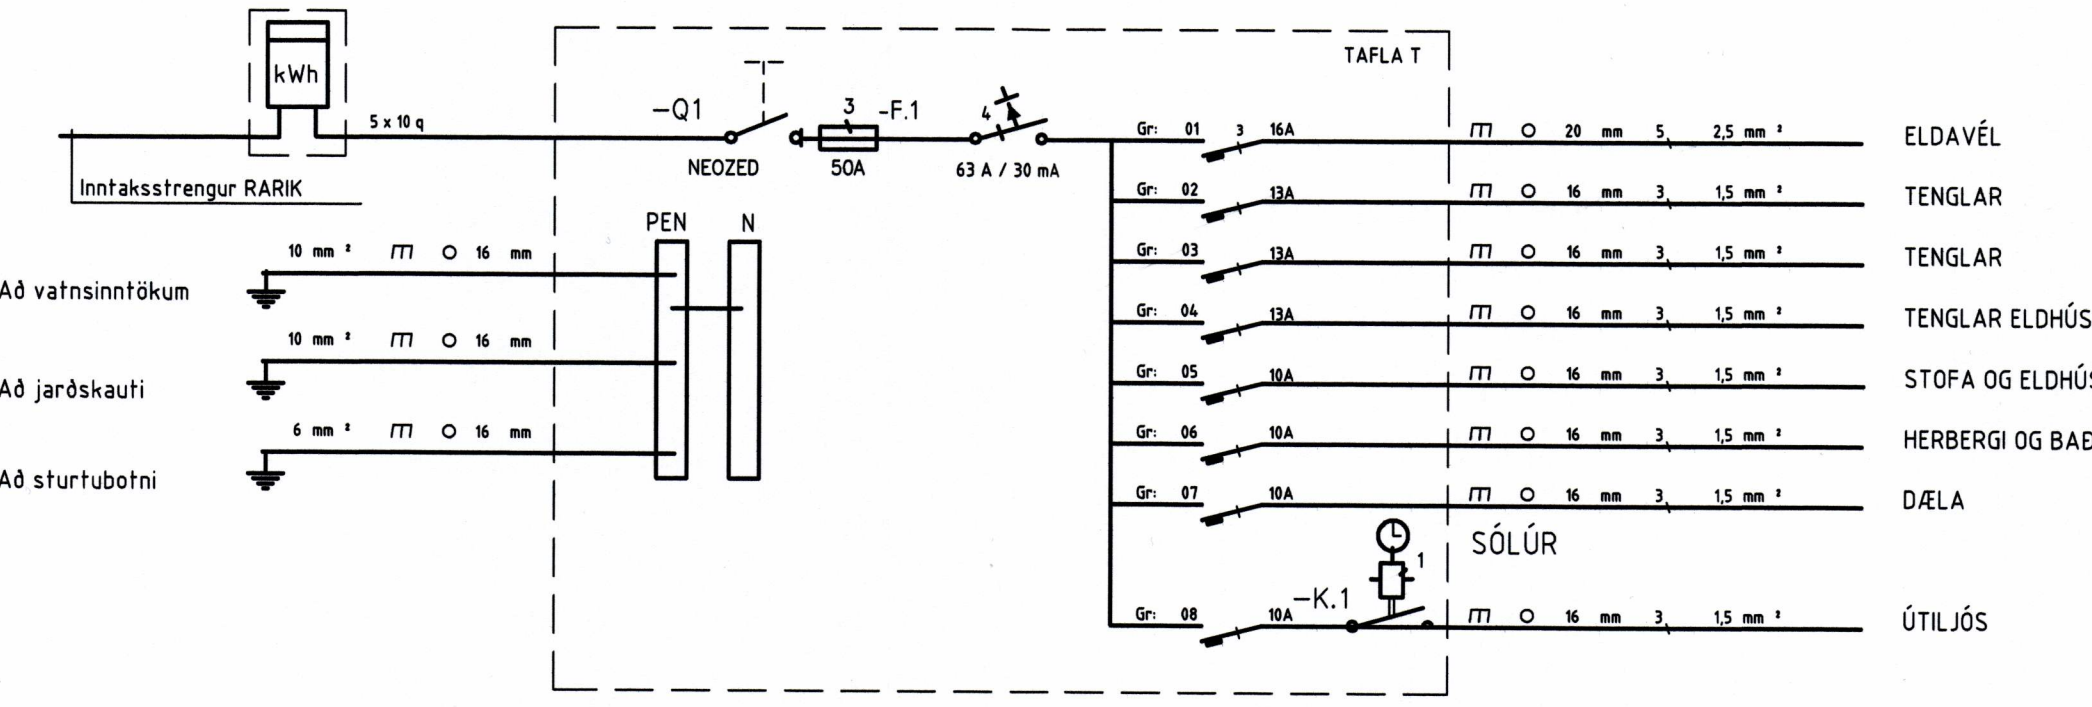 kWh
TAFLA T
5 x 10 q
–Q1
3
-F.1
4
NEOZED
50A
63 A / 30 mA
Inntaksstrengur RARIK
Gr: 01 3 16A 20 mm 5 2,5 mm ² ELDAVÉL
Gr: 02 13A 16 mm 3 1,5 mm ² TENGLAR
Gr: 03 13A 16 mm 3 1,5 mm ² TENGLAR
Gr: 04 13A 16 mm 3 1,5 mm ² TENGLAR ELDHÚS
Gr: 05 10A 16 mm 3 1,5 mm ² STOFA OG ELDHÚS
Gr: 06 10A 16 mm 3 1,5 mm ² HERBERGI OG BAÐ
Gr: 07 10A 16 mm 3 1,5 mm ² DÆLA
SÓLÚR
1
–K.1
Gr: 08 10A 16 mm 3 1,5 mm ² ÚTILJÓS
PEN N
10 mm ² 16 mm
Að vatnsinntökum
10 mm ² 16 mm
Að jarðskauti
6 mm ² 16 mm
Að sturtubotni